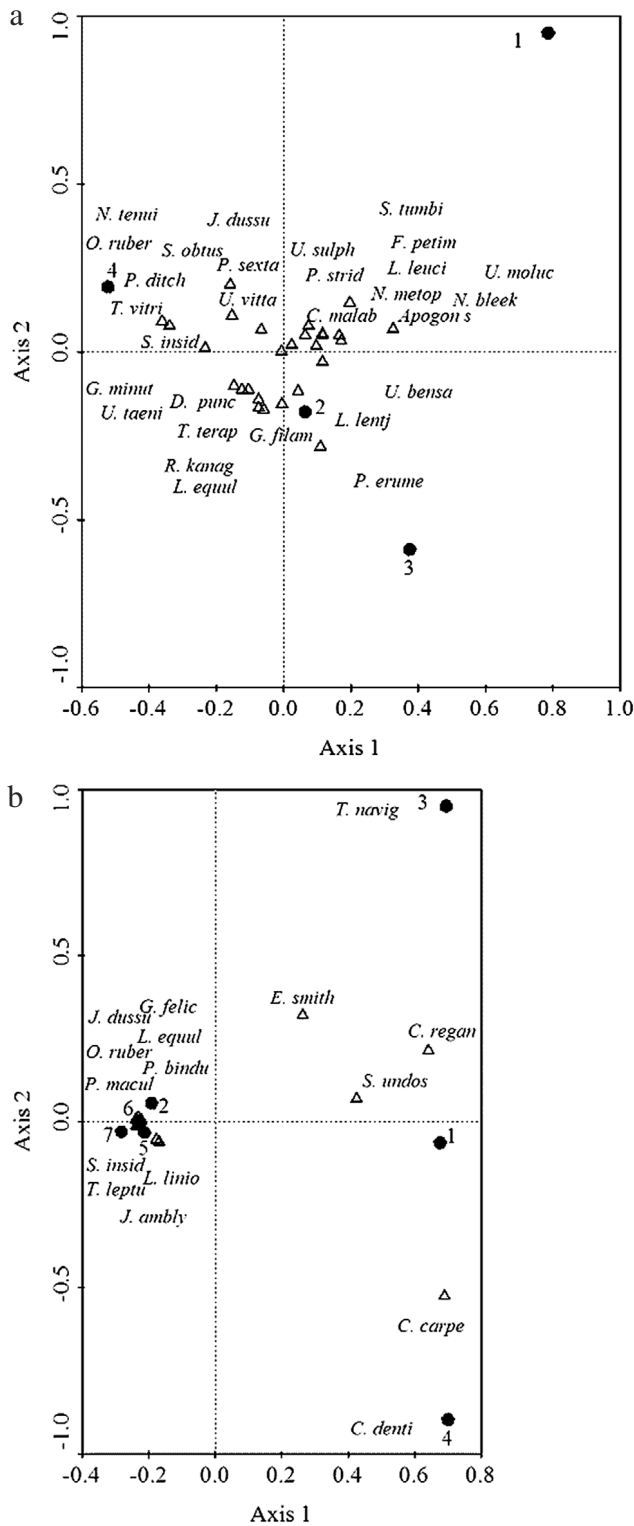 a
1.0
1
0.5
N. tenui
J. dussu
S. tumbi
O. ruber
S. obtus
U. sulph
F. petim
4
P. sexta
L. leuci
U. moluc
P. ditch
P. strid
N. metop
N. bleek
T. vitri
U. vitta
C. malab
Apogon s
Axis 2
0.0
S. insid
G. minut
U. bensa
U. taeni
D. punc
2
L. lentj
T. terap
G. filam
R. kanag
P. erume
L. equul
-0.5
3
-1.0
-0.6 -0.4 -0.2 0.0 0.2 0.4 0.6 0.8 1.0
Axis 1
b
1.0
T. navig
3
0.5
G. felic
E. smith
J. dussu
L. equul
C. regan
O. ruber
P. bindu
S. undos
P. macul
Axis 2
0.0
6
2
1
7
5
S. insid
L. linio
T. leptu
J. ambly
-0.5
C. carpe
C. denti
4
-1.0
-0.4 -0.2 0.0 0.2 0.4 0.6 0.8
Axis 1